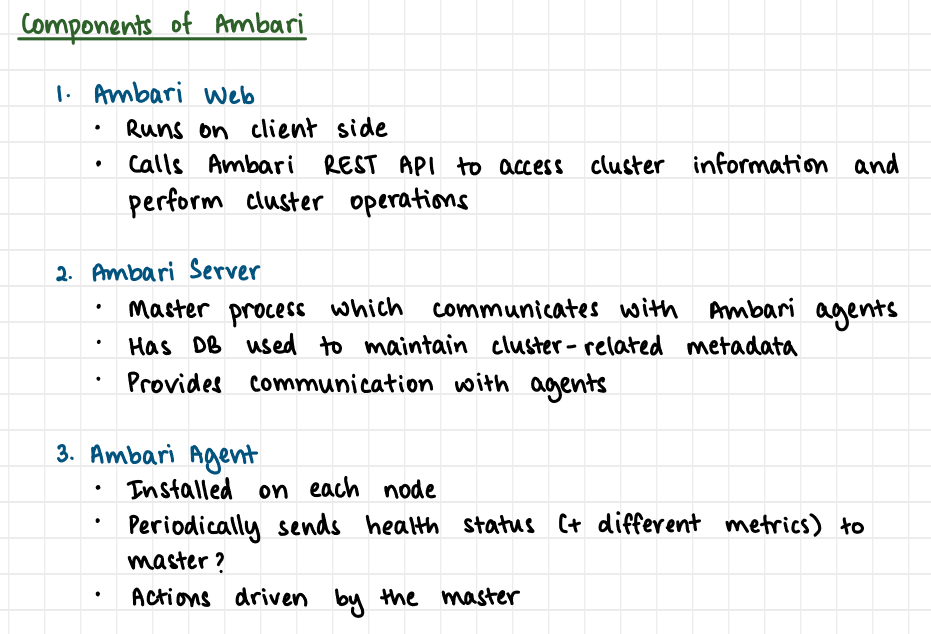 Components of Ambari
1. Ambari Web
• Runs on client side
• Calls Ambari REST API to access cluster information and
perform cluster operations
2. Ambari Server
• Master process which communicates with Ambari agents
• Has DB used to maintain cluster-related metadata
• Provides communication with agents
3. Ambari Agent
• Installed on each node
• Periodically sends health status (+ different metrics) to
master?
• Actions driven by the master